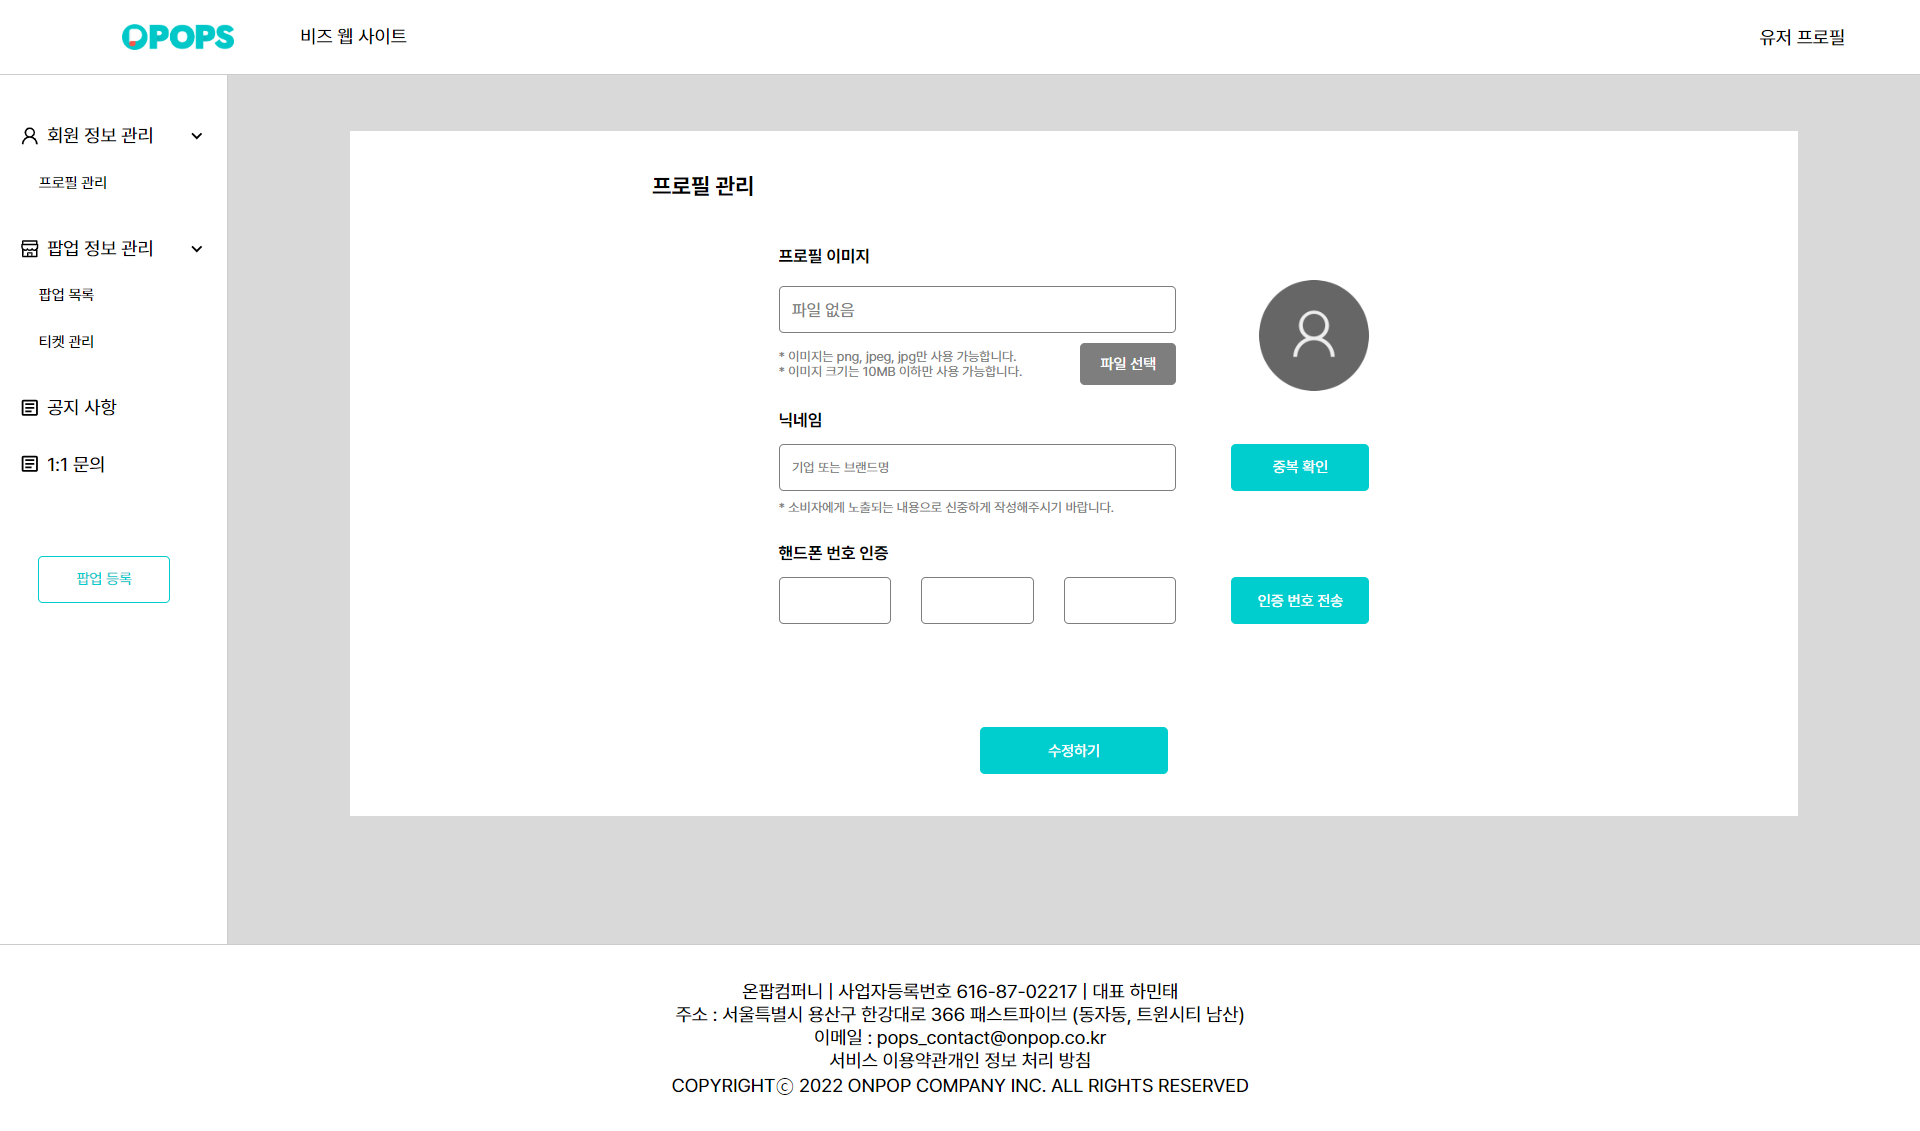 OPOPS
비즈 웹 사이트
유저 프로필
회원 정보 관리
프로필 관리
팝업 정보 관리
팝업 목록
티켓 관리
공지 사항
1:1 문의
팝업 등록
프로필 관리
프로필 이미지
파일 없음
* 이미지는 png, jpeg, jpg만 사용 가능합니다.
* 이미지 크기는 10MB 이하만 사용 가능합니다.
파일 선택
닉네임
기업 또는 브랜드명
중복 확인
* 소비자에게 노출되는 내용으로 신중하게 작성해주시기 바랍니다.
핸드폰 번호 인증
인증 번호 전송
수정하기
온팝컴퍼니 | 사업자등록번호 616-87-02217 | 대표 하민태
주소 : 서울특별시 용산구 한강대로 366 패스트파이브 (동자동, 트윈시티 남산)
이메일 : pops_contact@onpop.co.kr
서비스 이용약관개인 정보 처리 방침
COPYRIGHTⓒ 2022 ONPOP COMPANY INC. ALL RIGHTS RESERVED